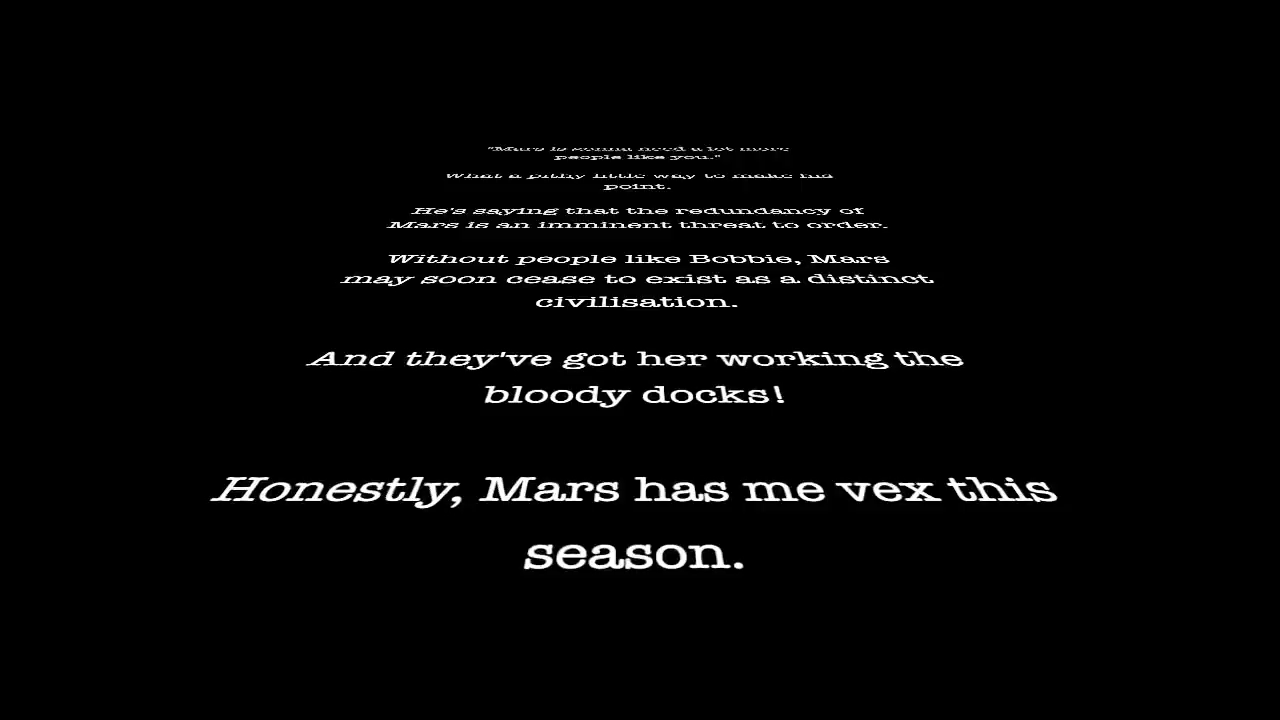 "Mars is gonna need a lot more
people like you."
What a pithy little way to make his
point.
He's saying that the redundancy of
Mars is an imminent threat to order.
Without people like Bobbie, Mars
may soon cease to exist as a distinct
civilisation.
And they've got her working the
bloody docks!
Honestly, Mars has me vex this
season.